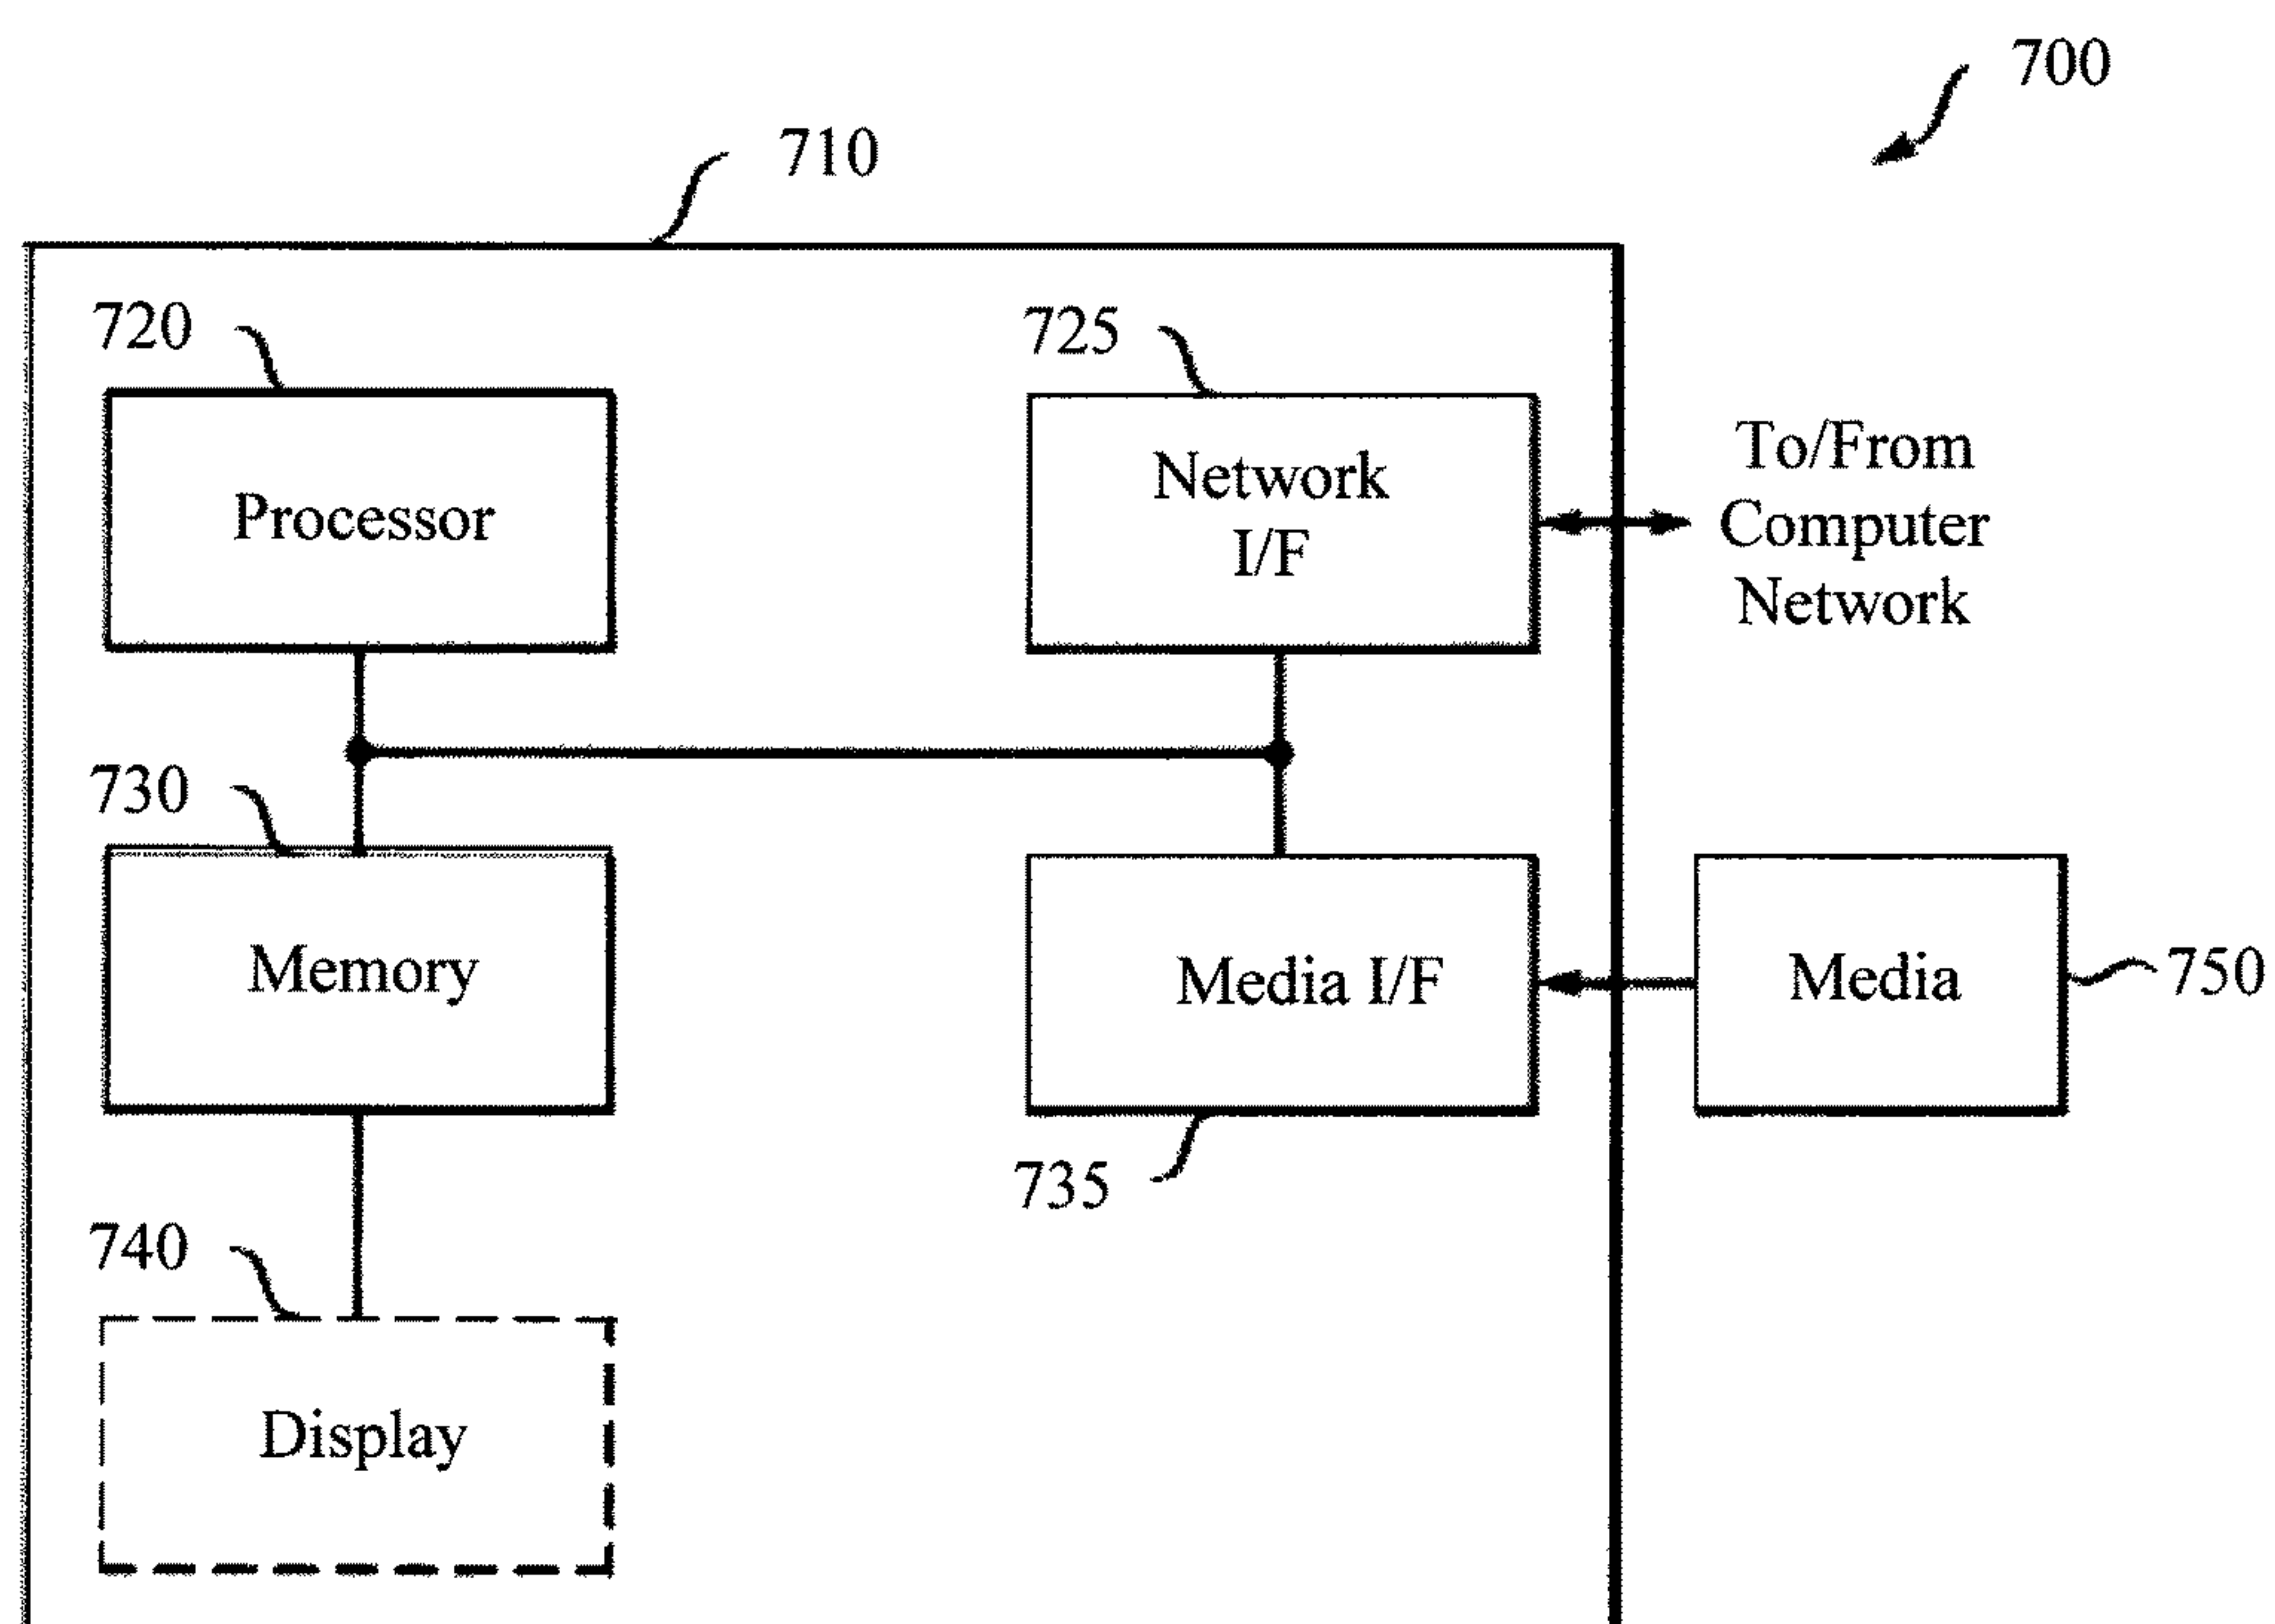 700
710
720
725
Processor
Network
I/F
To/From
Computer
Network
730
Memory
Media I/F
Media
750
735
740
Display